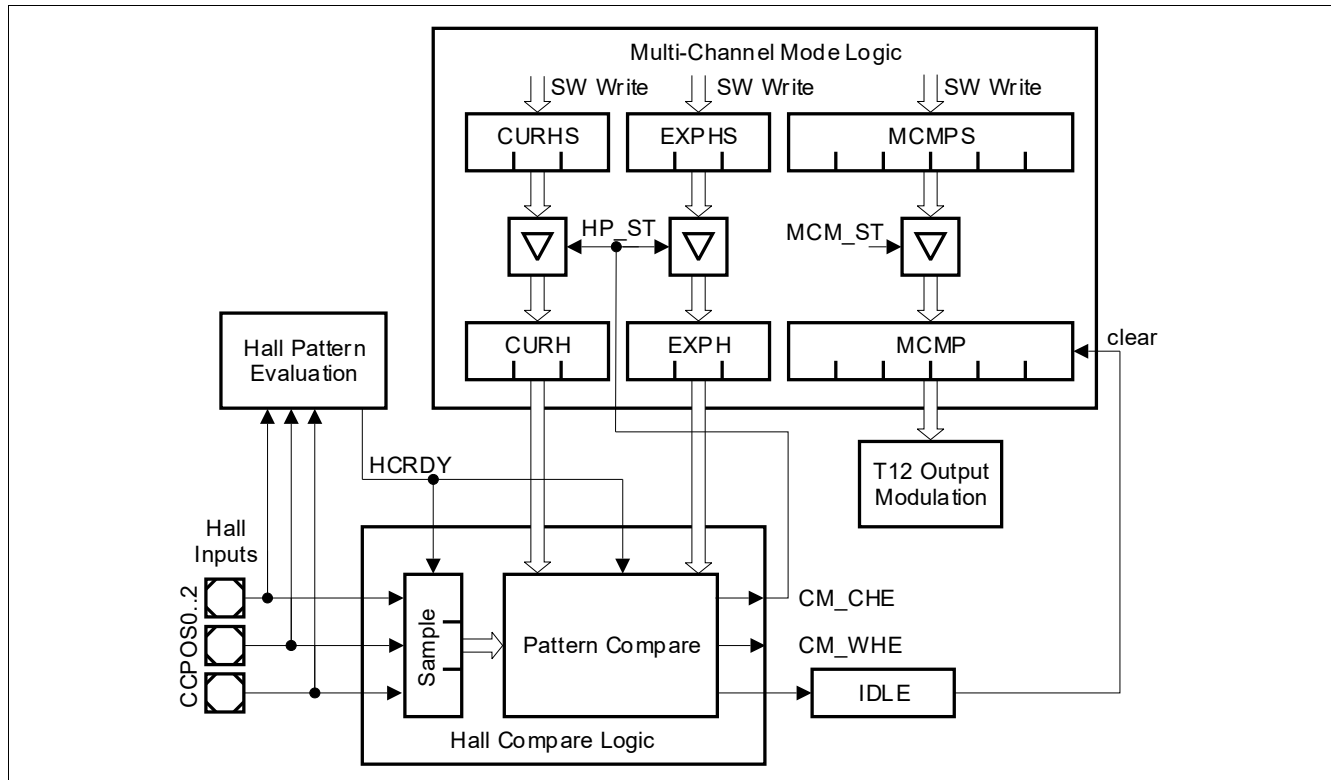 Multi-Channel Mode Logic
SW Write
SW Write
SW Write
CURHS
EXPHS
MCMPS
HP_ST
MCM_ST
CURH
EXPH
MCMP
clear
Hall Pattern
Evaluation
HCRDY
T12 Output
Modulation
Hall
Inputs
CCPOS0..2
Sample
Pattern Compare
CM_CHE
CM_WHE
IDLE
Hall Compare Logic